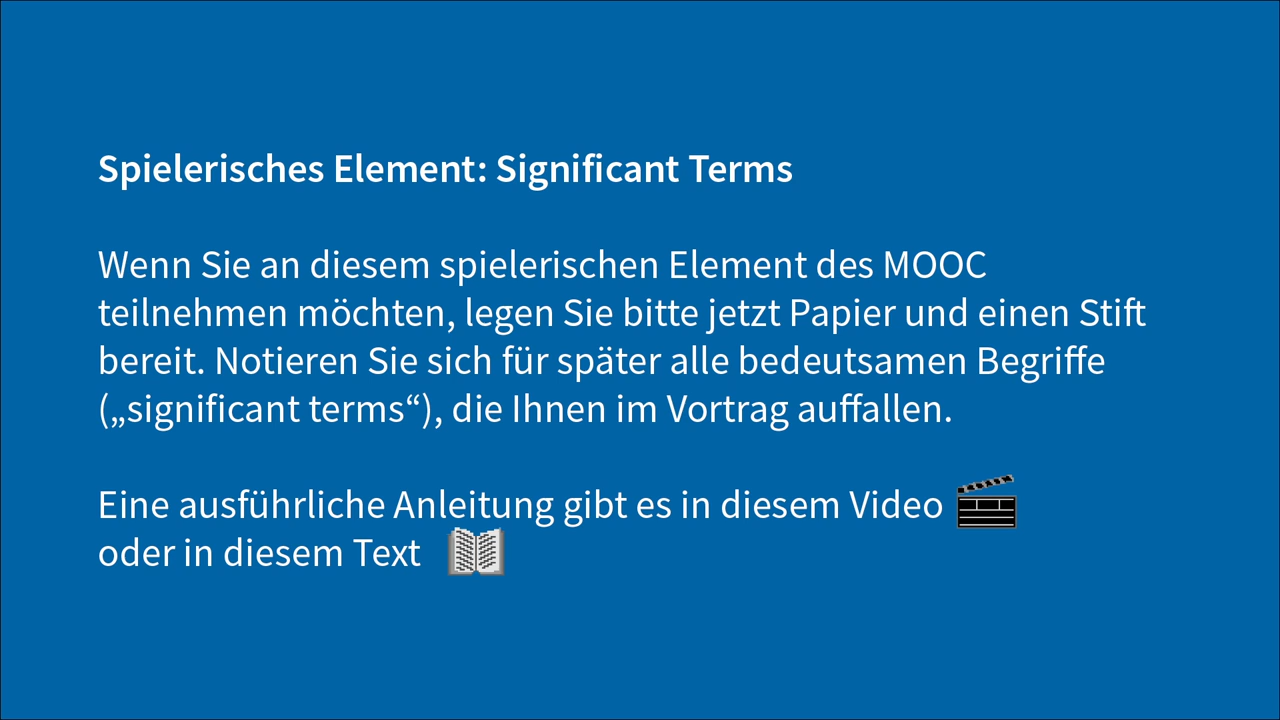 Spielerisches Element: Significant Terms
Wenn Sie an diesem spielerischen Element des MOOC
teilnehmen möchten, legen Sie bitte jetzt Papier und einen Stift
bereit. Notieren Sie sich für später alle bedeutsamen Begriffe
(„significant terms“), die Ihnen im Vortrag auffallen.
Eine ausführliche Anleitung gibt es in diesem Video
oder in diesem Text